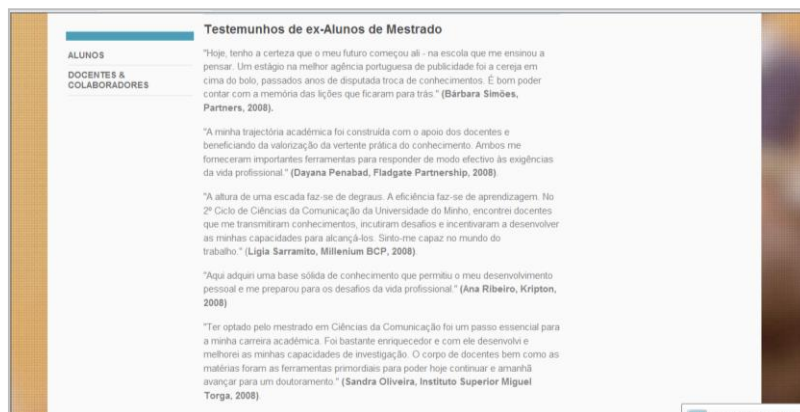 Testemunhos de ex-Alunos de Mestrado
ALUNOS
DOCENTES &
COLABORADORES
"Hoje, tenho a certeza que o meu futuro começou ali - na escola que me ensinou a
pensar. Um estágio na melhor agência portuguesa de publicidade foi a cereja em
cima do bolo, passados anos de disputada troca de conhecimentos. É bom poder
contar com a memória das lições que ficaram para trás." (Bárbara Simões,
Partners, 2008).
"A minha trajectória académica foi construída com o apoio dos docentes e
beneficiando da valorização da vertente prática do conhecimento. Ambos me
forneceram importantes ferramentas para responder de modo efectivo às exigências
da vida profissional." (Dayana Penabad, Fladgate Partnership, 2008)
"A altura de uma escada faz-se de degraus. A eficiência faz-se de aprendizagem. No
2º Ciclo de Ciências da Comunicação da Universidade do Minho, encontrei docentes
que me transmitiram conhecimentos, incutiram desafios e incentivaram a desenvolver
as minhas capacidades para alcançá-los. Sinto-me capaz no mundo do
trabalho." (Ligia Sarramito, Millenium BCP, 2008)
"Aqui adquiri uma base sólida de conhecimento que permitiu o meu desenvolvimento
pessoal e me preparou para os desafios da vida profissional." (Ana Ribeiro, Kripton,
2008)
"Ter optado pelo mestrado em Ciências da Comunicação foi um passo essencial para
a minha carreira académica. Foi bastante enriquecedor e com ele desenvolvi e
melhorei as minhas capacidades de investigação. O corpo de docentes bem como as
matérias foram as ferramentas primordiais para poder hoje continuar e amanhã
avançar para um doutoramento." (Sandra Oliveira, Instituto Superior Miguel
Torga, 2008)